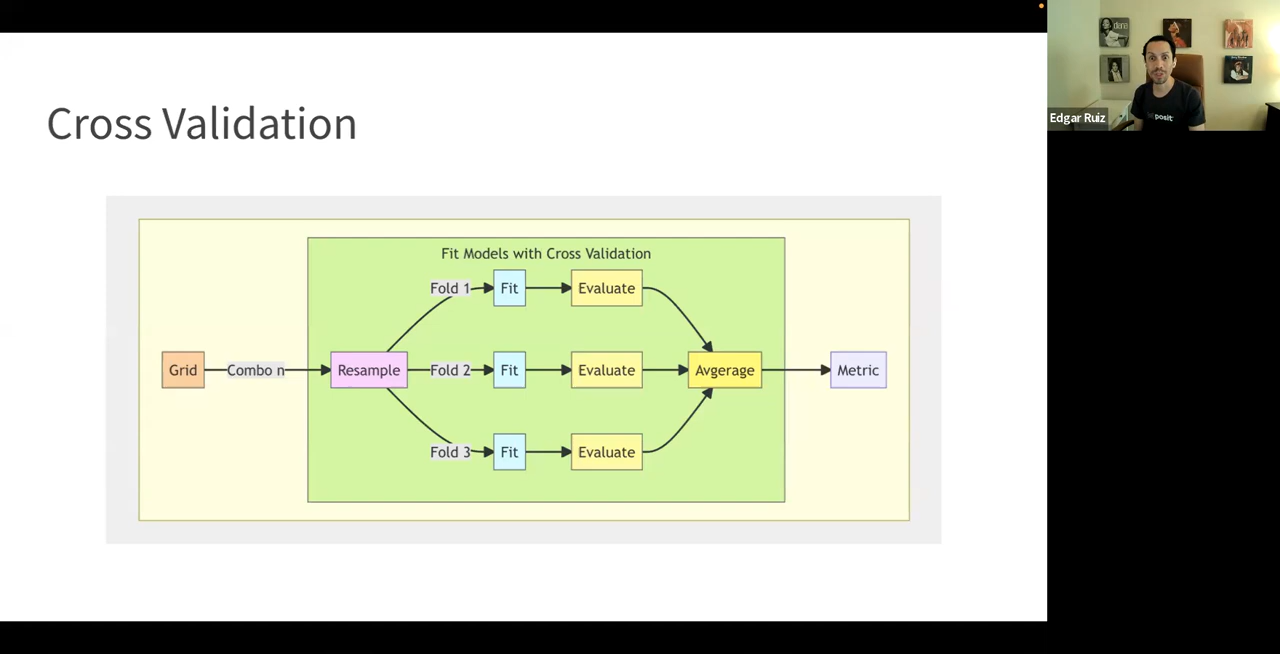 Cross Validation
Fit Models with Cross Validation
Fold 1
Fit
Evaluate
Grid
Combo n
Resample
Fold 2
Fit
Evaluate
Avgerage
Metric
Fold 3
Fit
Evaluate
Edgar Ruiz
posit